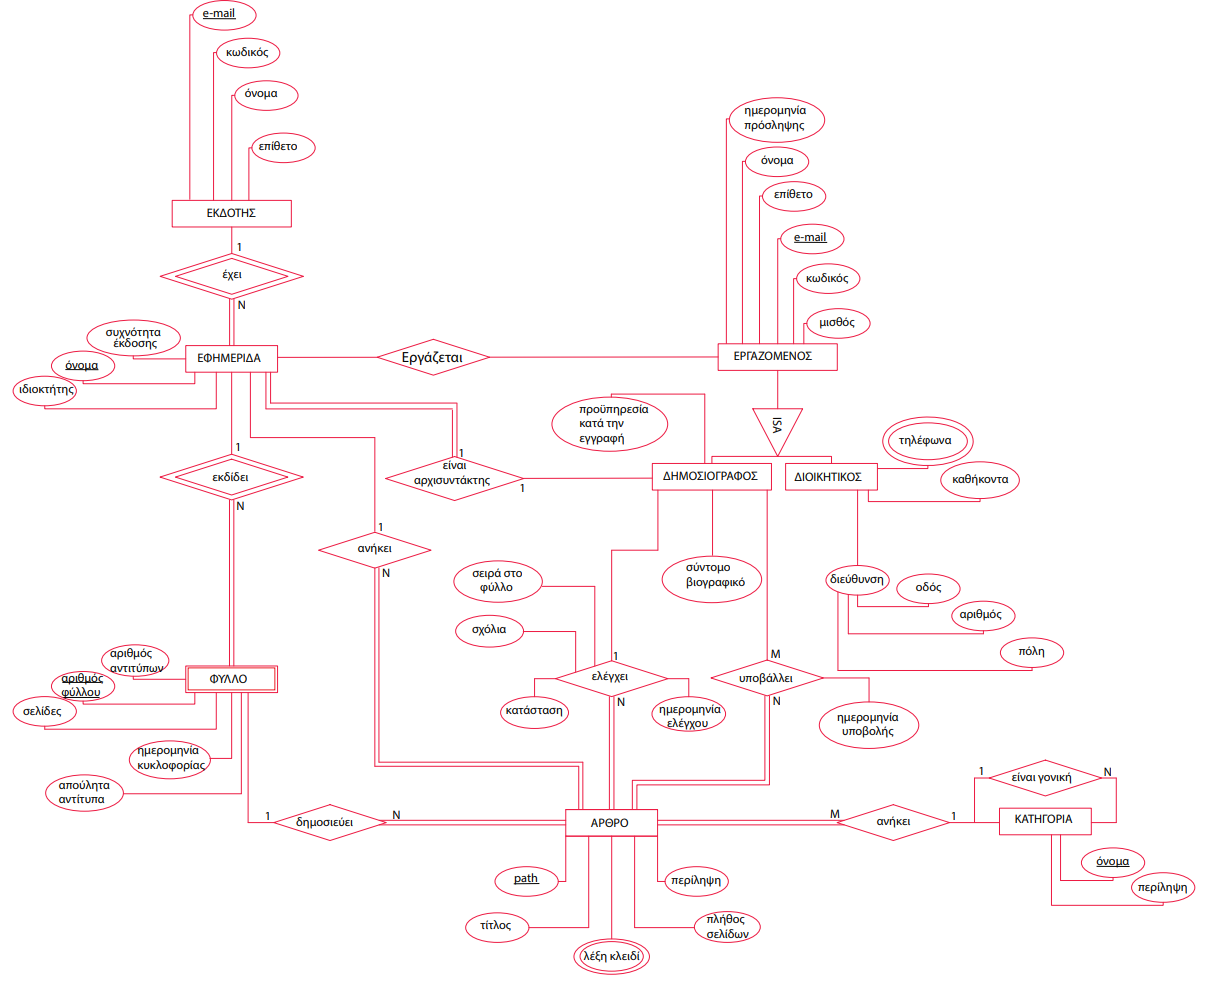 e-mail
κωδικός
όνομα
επίθετο
ΕΚΔΟΤΗΣ
1
έχει
N
συχνότητα
έκδοσης
όνομα
ιδιοκτήτης
ΕΦΗΜΕΡΙΔΑ
Εργάζεται
ημερομηνία
πρόσληψης
όνομα
επίθετο
e-mail
κωδικός
μισθός
ΕΡΓΑΖΟΜΕΝΟΣ
ISA
προϋπηρεσία
κατά την
εγγραφή
1
εκδίδει
N
1
είναι
αρχισυντάκτης
1
ΔΗΜΟΣΙΟΓΡΑΦΟΣ
ΔΙΟΙΚΗΤΙΚΟΣ
τηλέφωνα
καθήκοντα
1
ανήκει
N
σειρά στο
φύλλο
σχόλια
σύντομο
βιογραφικό
διεύθυνση
οδός
αριθμός
πόλη
1
ελέγχει
N
κατάσταση
ημερομηνία
ελέγχου
M
υποβάλλει
N
ημερομηνία
υποβολής
αριθμός
αντιτύπων
αριθμός
φύλλου
σελίδες
ΦΥΛΛΟ
ημερομηνία
κυκλοφορίας
απούλητα
αντίτυπα
1
δημοσιεύει
N
ΑΡΘΡΟ
M
ανήκει
1
1
είναι γονική
N
ΚΑΤΗΓΟΡΙΑ
όνομα
περίληψη
path
τίτλος
λέξη κλειδί
περίληψη
πλήθος
σελίδων